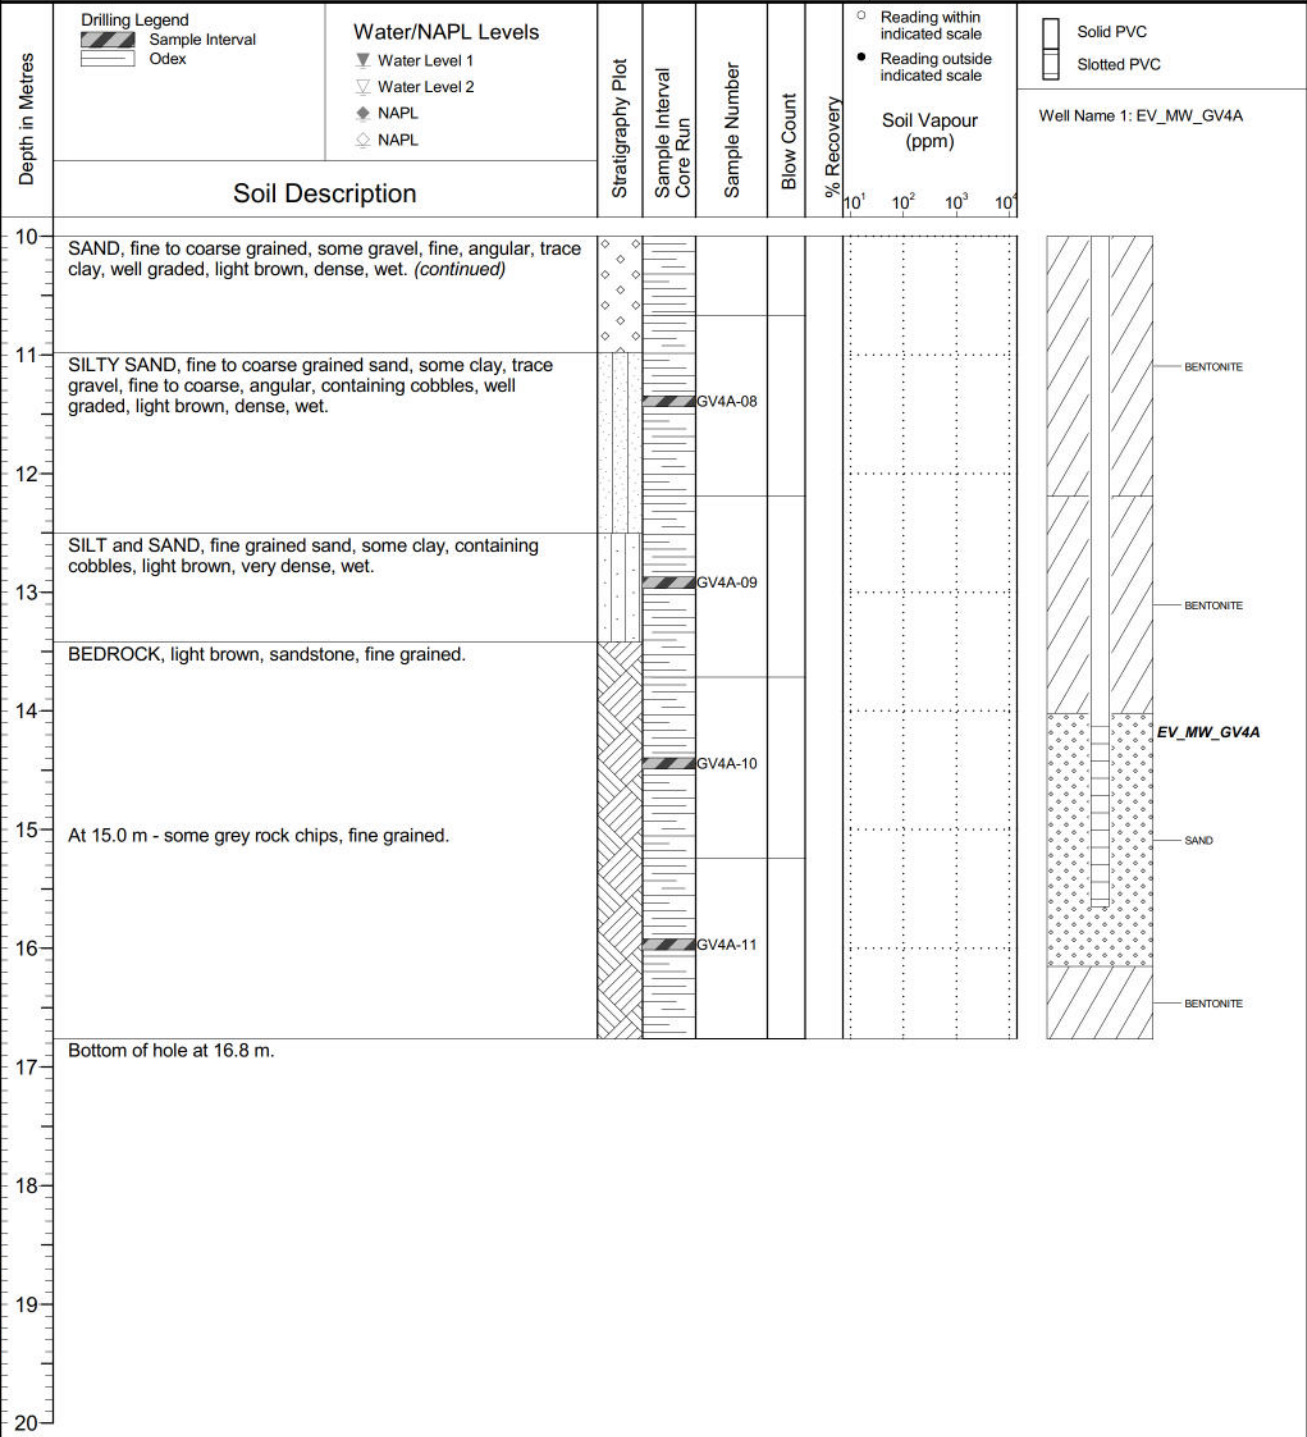 Drilling Legend
Sample Interval
Odex
Water/NAPL Levels
Water Level 1
Water Level 2
NAPL
NAPL
Depth in Metres
Soil Description
Stratigraphy Plot
Sample Interval
Core Run
Sample Number
Blow Count
% Recovery
Reading within
indicated scale
Reading outside
indicated scale
Soil Vapour
(ppm)
10¹ 10² 10³ 10⁴
Solid PVC
Slotted PVC
Well Name 1: EV_MW_GV4A
10
SAND, fine to coarse grained, some gravel, fine, angular, trace
clay, well graded, light brown, dense, wet. (continued)
11
SILTY SAND, fine to coarse grained sand, some clay, trace
gravel, fine to coarse, angular, containing cobbles, well
graded, light brown, dense, wet.
BENTONITE
GV4A-08
12
SILT and SAND, fine grained sand, some clay, containing
cobbles, light brown, very dense, wet.
GV4A-09
13
BENTONITE
BEDROCK, light brown, sandstone, fine grained.
14
EV_MW_GV4A
GV4A-10
15
At 15.0 m - some grey rock chips, fine grained.
SAND
16
GV4A-11
BENTONITE
Bottom of hole at 16.8 m.
17
18
19
20